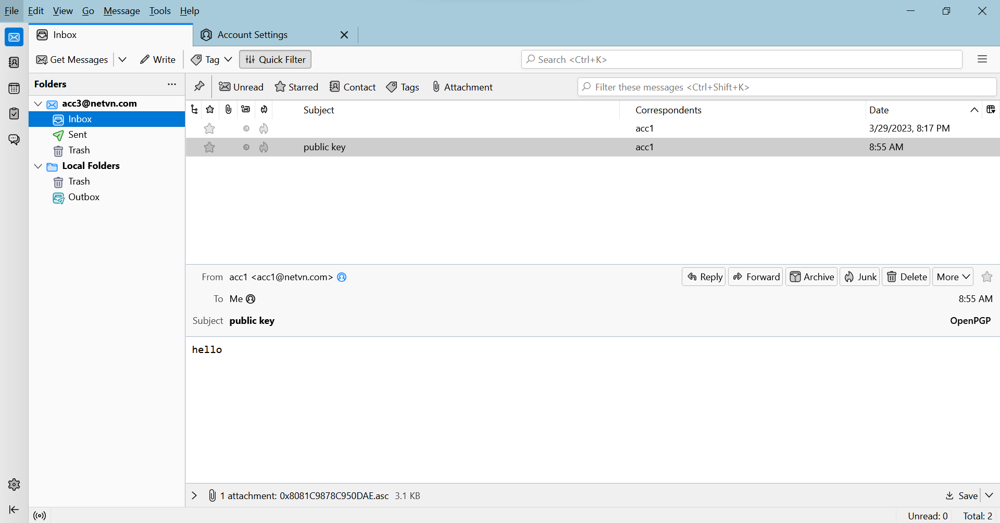 File Edit View Go Message Tools Help
Inbox Account Settings
Get Messages Write Tag Quick Filter Search <Ctrl+K>
Folders Unread Starred Contact Tags Attachment Filter these messages <Ctrl+Shift+K>
acc3@netvn.com
Inbox
Sent
Trash
Local Folders
Trash
Outbox
Subject Correspondents Date
acc1 3/29/2023, 8:17 PM
public key acc1 8:55 AM
From acc1 <acc1@netvn.com> Reply Forward Archive Junk Delete More
To Me 8:55 AM
Subject public key OpenPGP
hello
1 attachment: 0x8081C9878C950DAE.asc 3.1 KB Save
Unread: 0 Total: 2